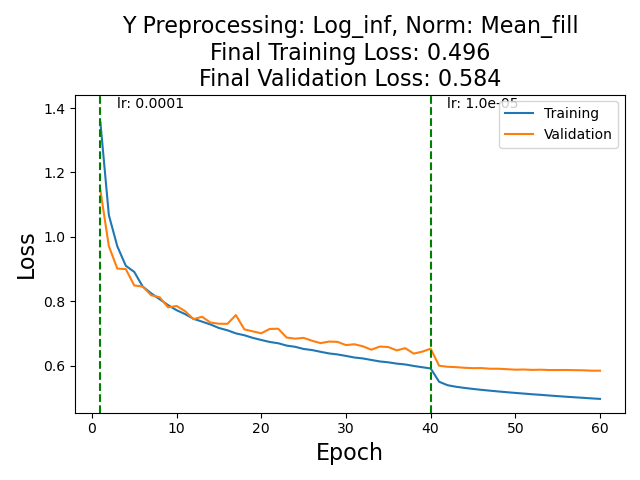 Y Preprocessing: Log_inf, Norm: Mean_fill
Final Training Loss: 0.496
Final Validation Loss: 0.584
lr: 0.0001
lr: 1.0e-05
Training
Validation
1.4
1.2
1.0
0.8
0.6
Loss
0
10
20
30
40
50
60
Epoch